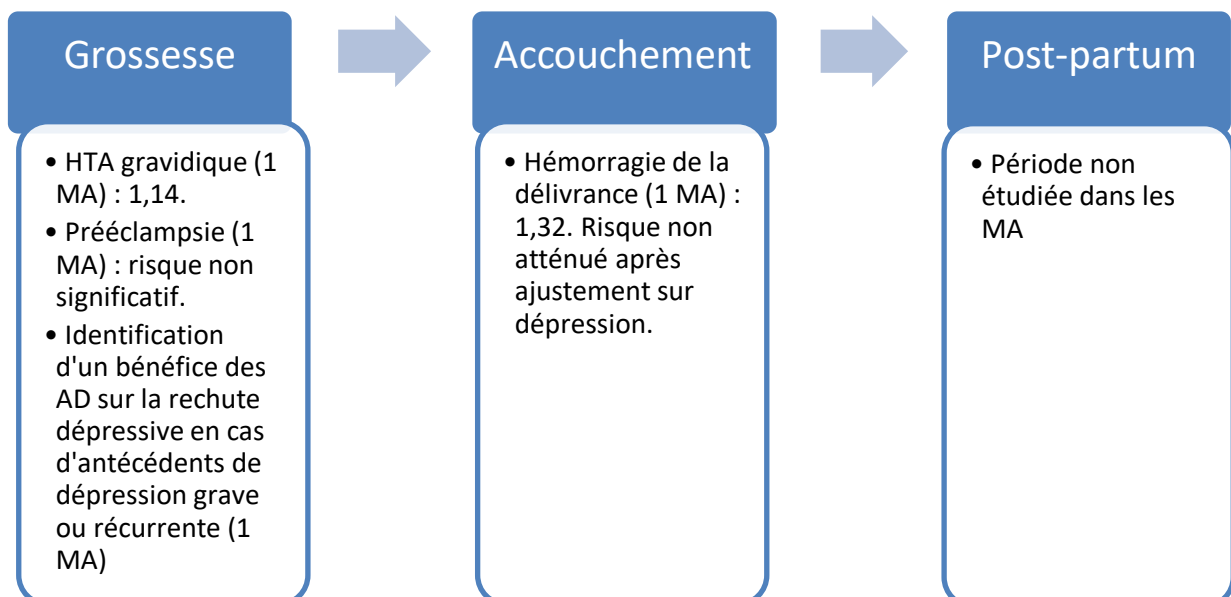 Grossesse
• HTA gravidique (1
MA) : 1,14.
• Prééclampsie (1
MA) : risque non
significatif.
• Identification
d'un bénéfice des
AD sur la rechute
dépressive en cas
d'antécédents de
dépression grave
ou récurrente (1
MA)
Accouchement
• Hémorragie de la
délivrance (1 MA) :
1,32. Risque non
atténué après
ajustement sur
dépression.
Post-partum
• Période non
étudiée dans les
MA